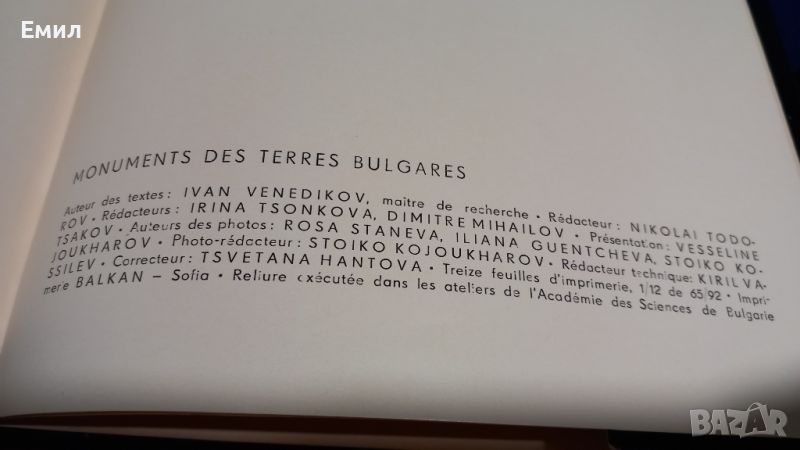 Емил
MONUMENTS DES TERRES BULGARES
Auteur des textes: IVAN VENEDIKOV, maître de recherche • Rédacteur: NIKOLAI TODO-
ROV • Rédacteurs: IRINA TSONKOVA, DIMITRE MIHAILOV • Présentation: VESSELINE
TSAKOV • Auteurs des photos: ROSA STANEVA, ILIANA GUENTCHEVA, STOIKO KO-
JOUKHAROV • Photo-rédacteur: STOIKO KOJOUKHAROV • Rédacteur technique: KIRIL VA-
SSILEV • Correcteur: TSVETANA HANTOVA • Treize feuilles d'imprimerie, 1/12 de 65/92 • Impri-
merie BALKAN – Sofia • Reliure exécutée dans les ateliers de l'Académie des Sciences de Bulgarie
BAZAR